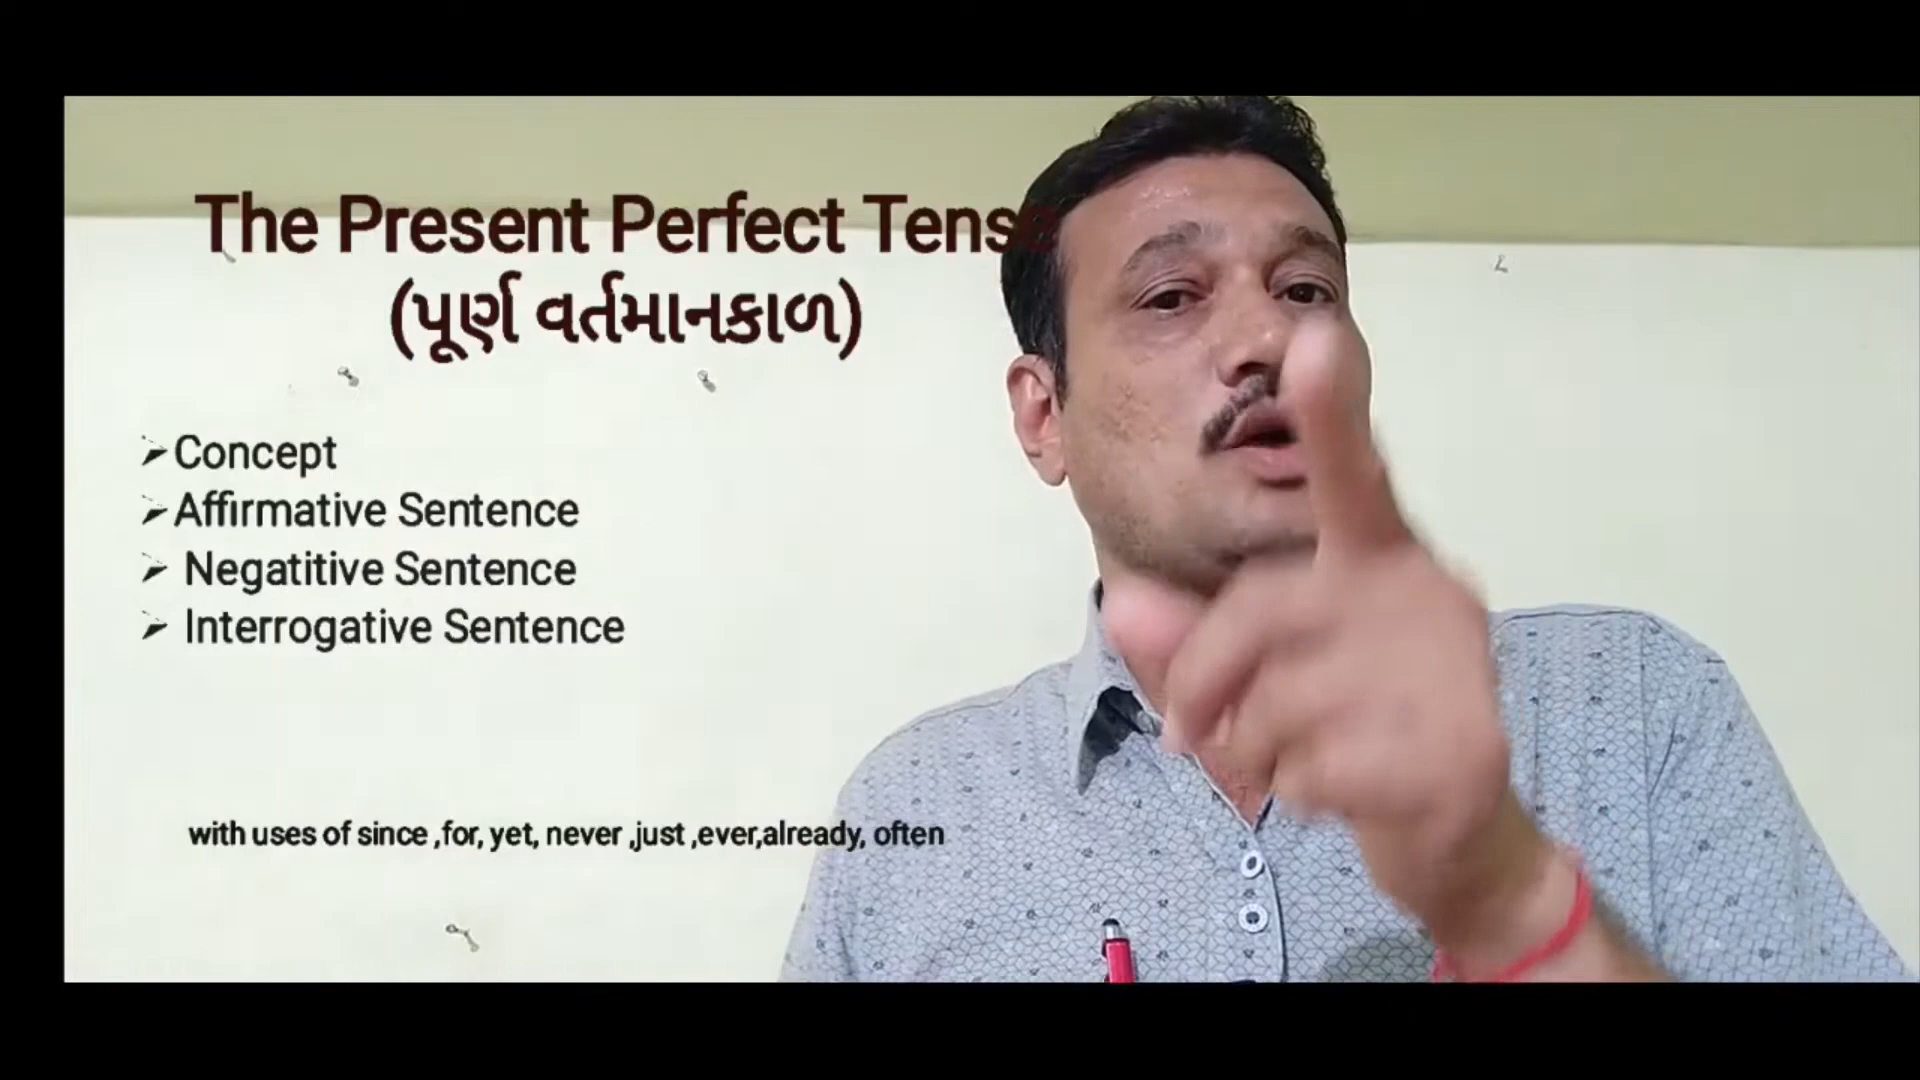 The Present Perfect Tense
(પૂર્ણ વર્તમાનકાળ)
Concept
Affirmative Sentence
Negatitive Sentence
Interrogative Sentence
with uses of since ,for, yet, never ,just ,ever,already, often